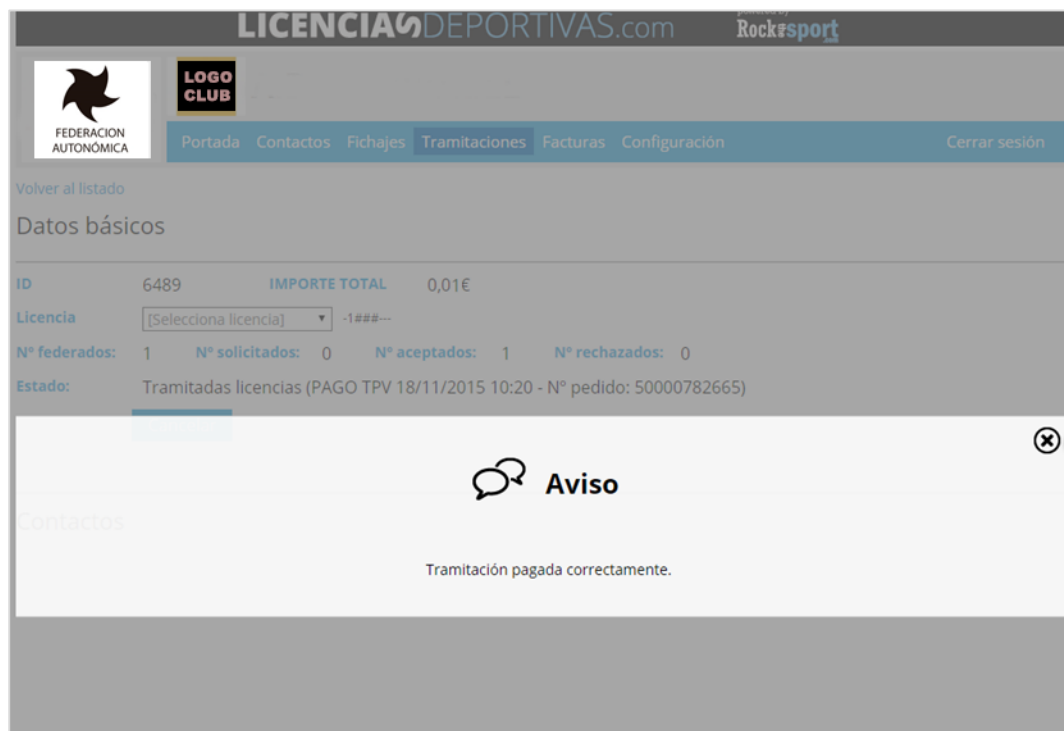 LICENCIASDEPORTIVAS.com
Rock the sport
LOGO
CLUB
FEDERACION
AUTONÓMICA
Portada Contactos Fichajes Tramitaciones Facturas Configuración Cerrar sesión
Volver al listado
Datos básicos
ID 6489 IMPORTE TOTAL 0,01€
Licencia [Selecciona licencia] -1###---
Nº federados: 1 Nº solicitados: 0 Nº aceptados: 1 Nº rechazados: 0
Estado: Tramitadas licencias (PAGO TPV 18/11/2015 10:20 - Nº pedido: 50000782665)
Aviso
Contactos
Tramitación pagada correctamente.